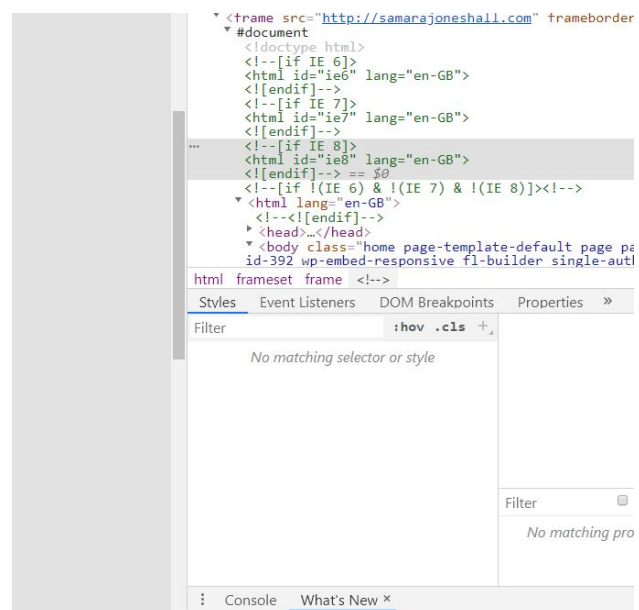 <frame src="http://samarajoneshall.com" frameborder
#document
<!doctype html>
<!--[if IE 6]>
<html id="ie6" lang="en-GB">
<![endif]-->
<!--[if IE 7]>
<html id="ie7" lang="en-GB">
<![endif]-->
<!--[if IE 8]>
<html id="ie8" lang="en-GB">
<![endif]--> == $0
<!--[if !(IE 6) & !(IE 7) & !(IE 8)]><!-->
<html lang="en-GB">
<!--<![endif]-->
<head>…</head>
<body class="home page-template-default page pa
id-392 wp-embed-responsive fl-builder single-aut
html frameset frame <!-->
Styles Event Listeners DOM Breakpoints Properties »
Filter :hov .cls +
No matching selector or style
Filter
No matching pro
Console What's New ×